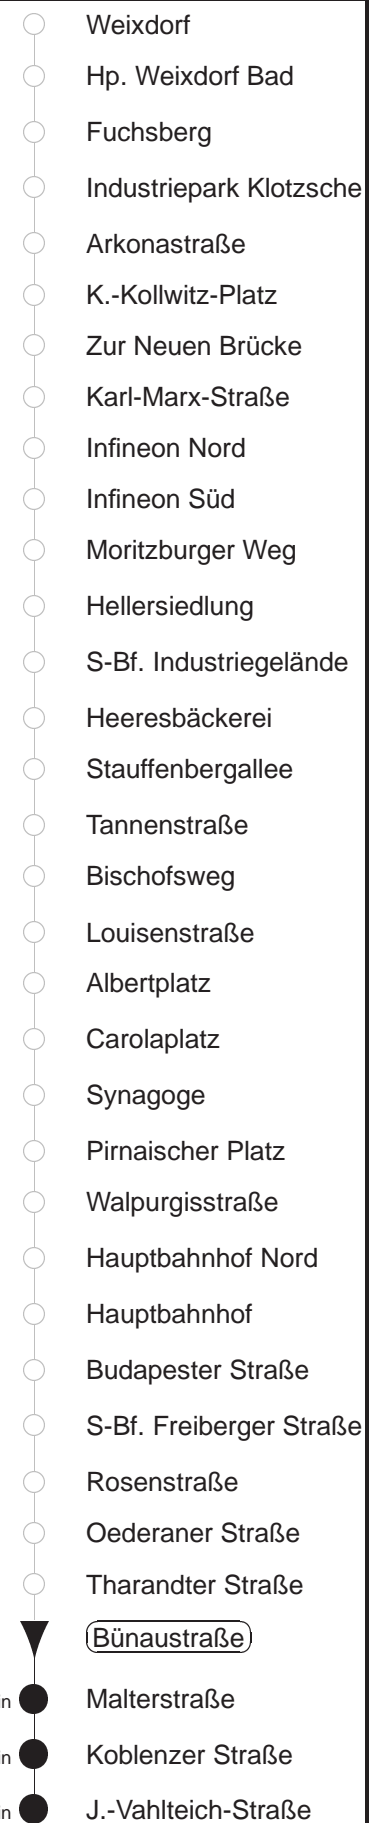 Weixdorf
Hp. Weixdorf Bad
Fuchsberg
Industriepark Klotzsche
Arkonastraße
K.-Kollwitz-Platz
Zur Neuen Brücke
Karl-Marx-Straße
Infineon Nord
Infineon Süd
Moritzburger Weg
Hellersiedlung
S-Bf. Industriegelände
Heeresbäckerei
Stauffenbergallee
Tannenstraße
Bischofsweg
Louisenstraße
Albertplatz
Carolaplatz
Synagoge
Pirnaischer Platz
Walpurgisstraße
Hauptbahnhof Nord
Hauptbahnhof
Budapester Straße
S-Bf. Freiberger Straße
Rosenstraße
Oederaner Straße
Tharandter Straße
Bünaustraße
Malterstraße
Koblenzer Straße
J.-Vahlteich-Straße